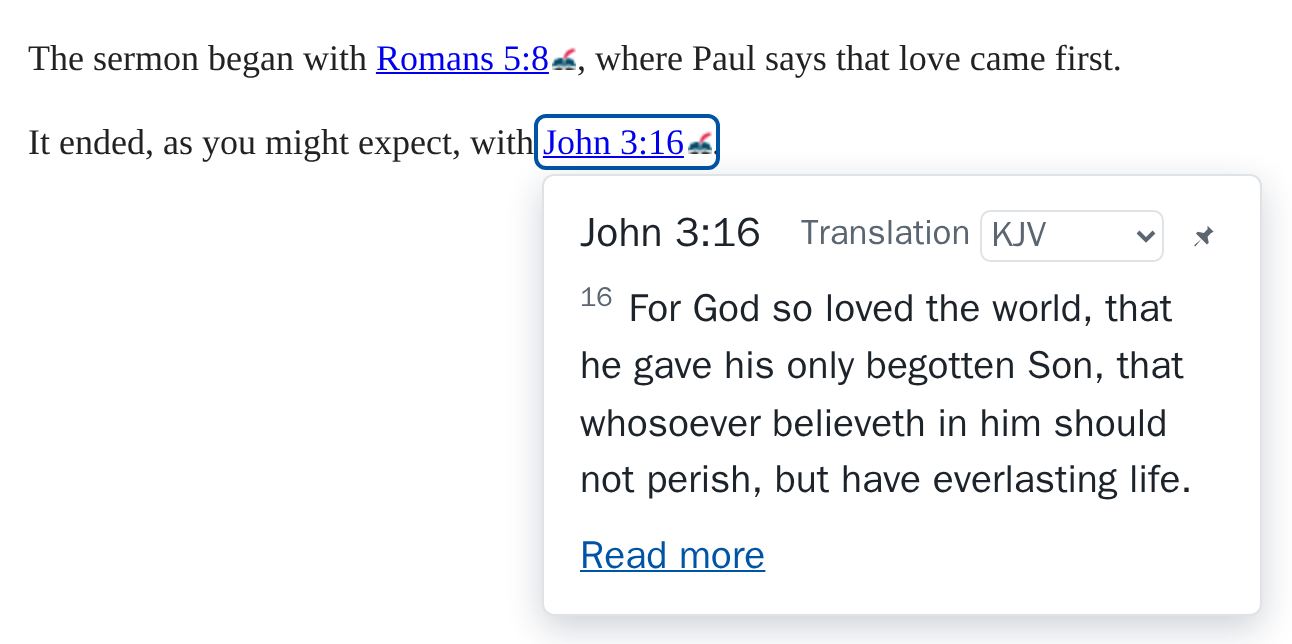 The sermon began with Romans 5:8, where Paul says that love came first.
It ended, as you might expect, with John 3:16.
John 3:16 Translation KJV
16 For God so loved the world, that
he gave his only begotten Son, that
whosoever believeth in him should
not perish, but have everlasting life.
Read more